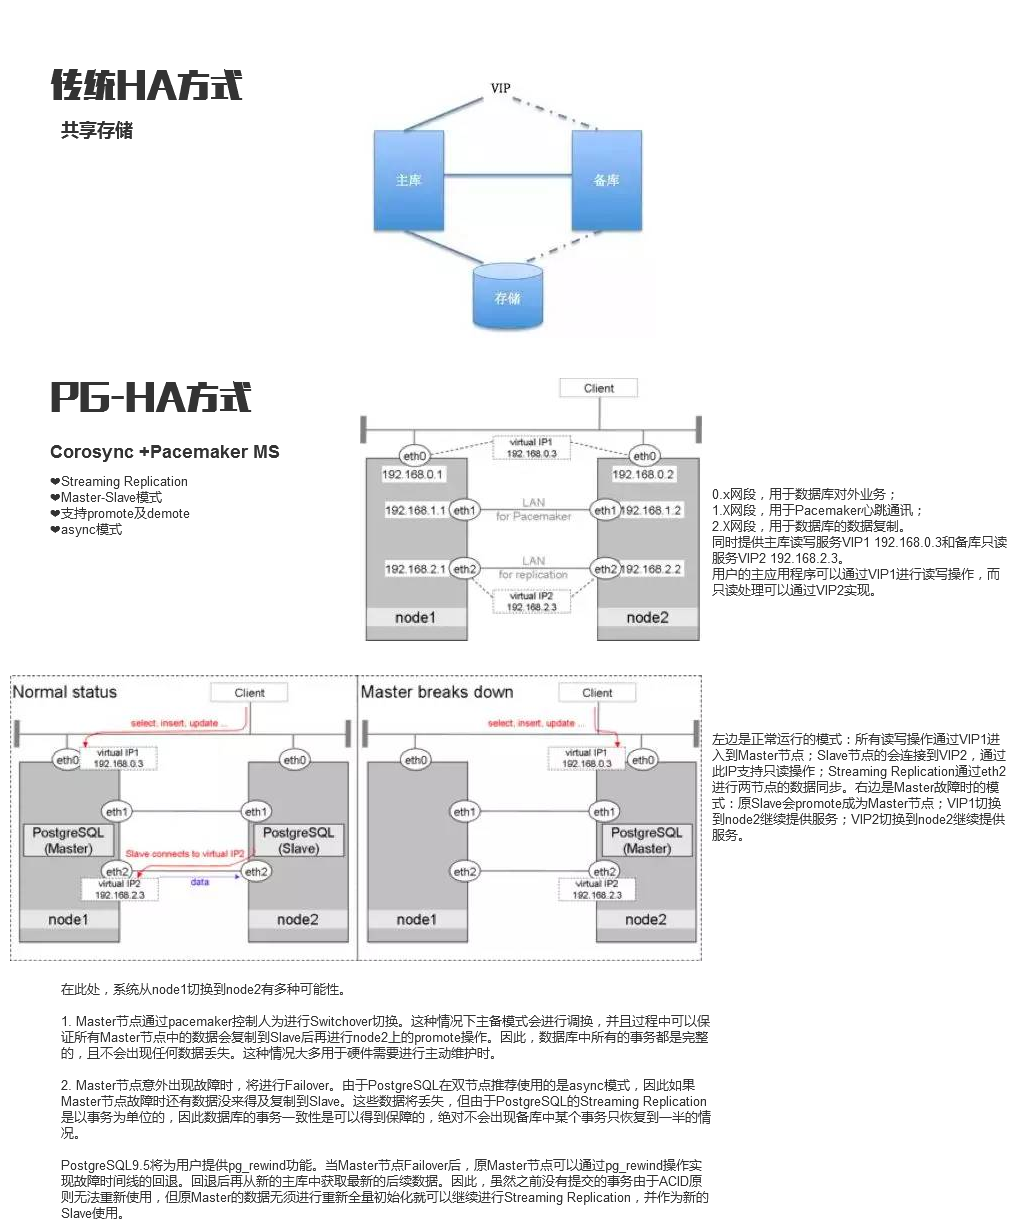 传统HA方式
共享存储
VIP
主库
备库
存储
PG-HA方式
Corosync +Pacemaker MS
❤Streaming Replication
❤Master-Slave模式
❤支持promote及demote
❤async模式
Client
virtual IP1
192.168.0.3
eth0
eth0
192.168.0.1
192.168.0.2
192.168.1.1
eth1
LAN
for Pacemaker
eth1
192.168.1.2
192.168.2.1
eth2
LAN
for replication
eth2
192.168.2.2
virtual IP2
192.168.2.3
node1
node2
0.x网段，用于数据库对外业务；
1.X网段，用于Pacemaker心跳通讯；
2.X网段，用于数据库的数据复制。
同时提供主库读写服务VIP1 192.168.0.3和备库只读
服务VIP2 192.168.2.3。
用户的主应用程序可以通过VIP1进行读写操作，而
只读处理可以通过VIP2实现。
Normal status
Client
select, insert, update ...
virtual IP1
192.168.0.3
eth0
eth0
eth1
eth1
PostgreSQL
(Master)
PostgreSQL
(Slave)
Slave connects to virtual IP2
eth2
eth2
virtual IP2
192.168.2.3
data
node1
node2
Master breaks down
Client
select, insert, update ...
virtual IP1
192.168.0.3
eth0
eth0
eth1
eth1
PostgreSQL
(Master)
eth2
eth2
virtual IP2
192.168.2.3
node1
node2
左边是正常运行的模式：所有读写操作通过VIP1进
入到Master节点；Slave节点的会连接到VIP2，通过
此IP支持只读操作；Streaming Replication通过eth2
进行两节点的数据同步。右边是Master故障时的模
式：原Slave会promote成为Master节点；VIP1切换
到node2继续提供服务；VIP2切换到node2继续提供
服务。
在此处，系统从node1切换到node2有多种可能性。
1. Master节点通过pacemaker控制人为进行Switchover切换。这种情况下主备模式会进行调换，并且过程中可以保
证所有Master节点中的数据会复制到Slave后再进行node2上的promote操作。因此，数据库中所有的事务都是完整
的，且不会出现任何数据丢失。这种情况大多用于硬件需要进行主动维护时。
2. Master节点意外出现故障时，将进行Failover。由于PostgreSQL在双节点推荐使用的是async模式，因此如果
Master节点故障时还有数据没来得及复制到Slave。这些数据将丢失，但由于PostgreSQL的Streaming Replication
是以事务为单位的，因此数据库的事务一致性是可以得到保障的，绝对不会出现备库中某个事务只恢复到一半的情
况。
PostgreSQL9.5将为用户提供pg_rewind功能。当Master节点Failover后，原Master节点可以通过pg_rewind操作实
现故障时间线的回退。回退后再从新的主库中获取最新的后续数据。因此，虽然之前没有提交的事务由于ACID原
则无法重新使用，但原Master的数据无须进行重新全量初始化就可以继续进行Streaming Replication，并作为新的
Slave使用。